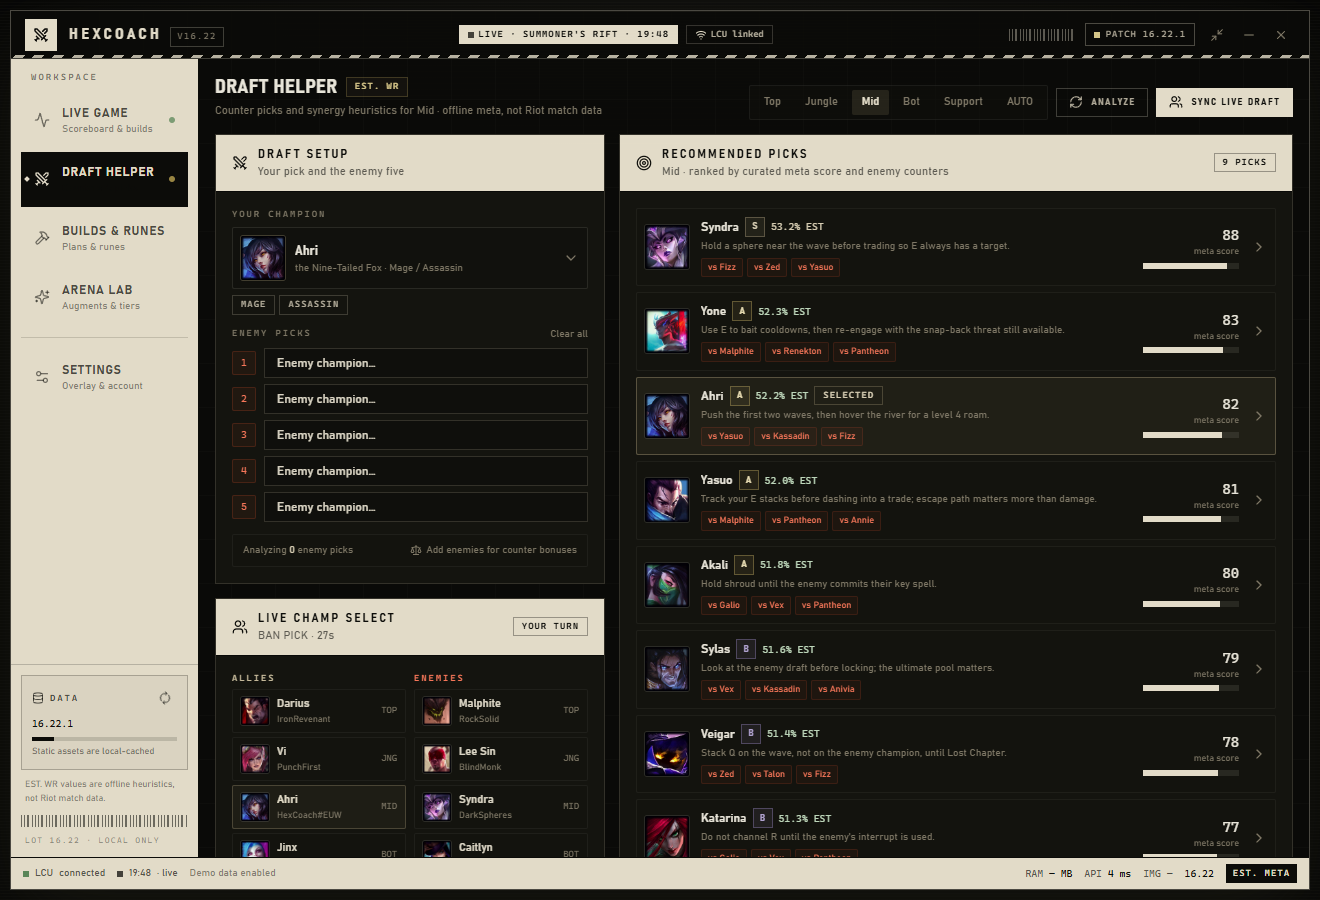 HEXCOACH V16.22
LIVE · SUMMONER'S RIFT · 19:48
LCU linked
PATCH 16.22.1
WORKSPACE
LIVE GAME
Scoreboard & builds
DRAFT HELPER
BUILDS & RUNES
Plans & runes
ARENA LAB
Augments & tiers
SETTINGS
Overlay & account
DATA
16.22.1
Static assets are local-cached
EST. WR values are offline heuristics,
not Riot match data.
LOT 16.22 · LOCAL ONLY
DRAFT HELPER EST. WR
Counter picks and synergy heuristics for Mid · offline meta, not Riot match data
Top Jungle Mid Bot Support AUTO
ANALYZE
SYNC LIVE DRAFT
DRAFT SETUP
Your pick and the enemy five
YOUR CHAMPION
Ahri
the Nine-Tailed Fox · Mage / Assassin
MAGE ASSASSIN
ENEMY PICKS Clear all
1 Enemy champion…
2 Enemy champion…
3 Enemy champion…
4 Enemy champion…
5 Enemy champion…
Analyzing 0 enemy picks Add enemies for counter bonuses
LIVE CHAMP SELECT
BAN PICK · 27s
YOUR TURN
ALLIES
Darius
IronRevenant
TOP
Vi
PunchFirst
JNG
Ahri
HexCoach#EUW
MID
Jinx
BOT
ENEMIES
Malphite
RockSolid
TOP
Lee Sin
BlindMonk
JNG
Syndra
DarkSpheres
MID
Caitlyn
BOT
RECOMMENDED PICKS
Mid · ranked by curated meta score and enemy counters
9 PICKS
Syndra S 53.2% EST
Hold a sphere near the wave before trading so E always has a target.
vs Fizz vs Zed vs Yasuo
88
meta score
Yone A 52.3% EST
Use E to bait cooldowns, then re-engage with the snap-back threat still available.
vs Malphite vs Renekton vs Pantheon
83
meta score
Ahri A 52.2% EST SELECTED
Push the first two waves, then hover the river for a level 4 roam.
vs Yasuo vs Kassadin vs Fizz
82
meta score
Yasuo A 52.0% EST
Track your E stacks before dashing into a trade; escape path matters more than damage.
vs Malphite vs Pantheon vs Annie
81
meta score
Akali A 51.8% EST
Hold shroud until the enemy commits their key spell.
vs Galio vs Vex vs Pantheon
80
meta score
Sylas B 51.6% EST
Look at the enemy draft before locking; the ultimate pool matters.
vs Vex vs Kassadin vs Anivia
79
meta score
Veigar B 51.4% EST
Stack Q on the wave, not on the enemy champion, until Lost Chapter.
vs Zed vs Talon vs Fizz
78
meta score
Katarina B 51.3% EST
Do not channel R until the enemy's interrupt is used.
77
meta score
LCU connected 19:48 · live Demo data enabled
RAM — MB API 4 ms IMG — 16.22 EST. META